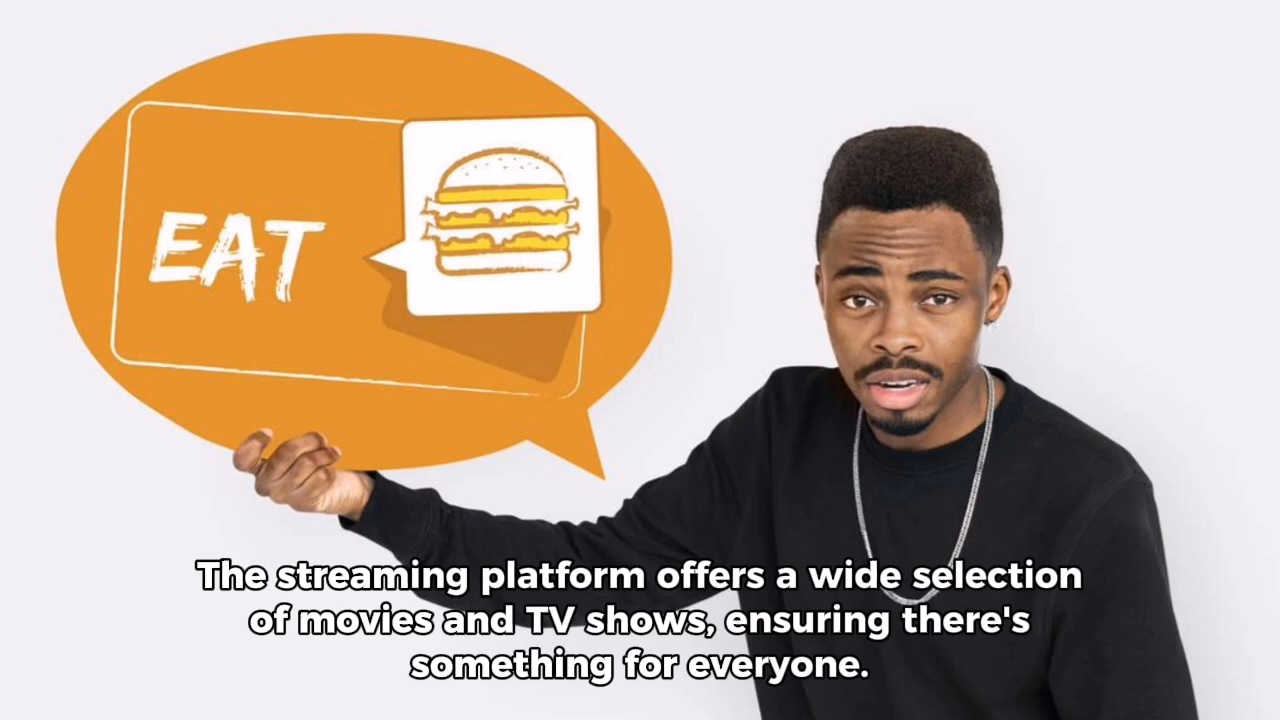 EAT
The streaming platform offers a wide selection
of movies and TV shows, ensuring there's
something for everyone.